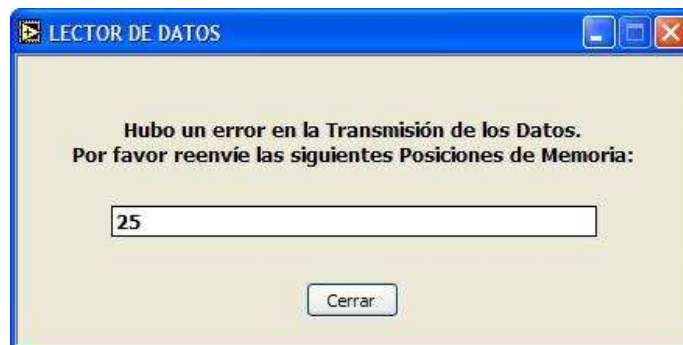 LECTOR DE DATOS
Hubo un error en la Transmisión de los Datos.
Por favor reenvíe las siguientes Posiciones de Memoria:
25
Cerrar